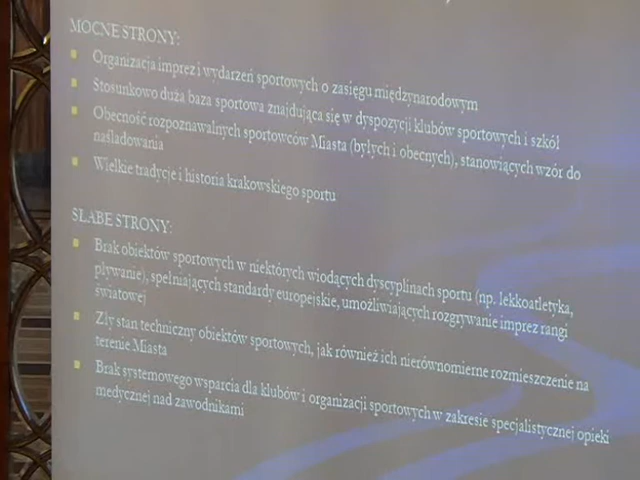 MOCNE STRONY:
Organizacja imprez i wydarzeń sportowych o zasięgu międzynarodowym
Stosunkowo duża baza sportowa znajdująca się w dyspozycji klubów sportowych i szkół
Obecność rozpoznawalnych sportowców Miasta (byłych i obecnych), stanowiących wzór do
naśladowania
Wielkie tradycje i historia krakowskiego sportu
SŁABE STRONY:
Brak obiektów sportowych w niektórych wiodących dyscyplinach sportu (np. lekkoatletyka,
pływanie), spełniających standardy europejskie, umożliwiających rozgrywanie imprez rangi
światowej
Zły stan techniczny obiektów sportowych, jak również ich nierównomierne rozmieszczenie na
terenie Miasta
Brak systemowego wsparcia dla klubów i organizacji sportowych w zakresie specjalistycznej opieki
medycznej nad zawodnikami